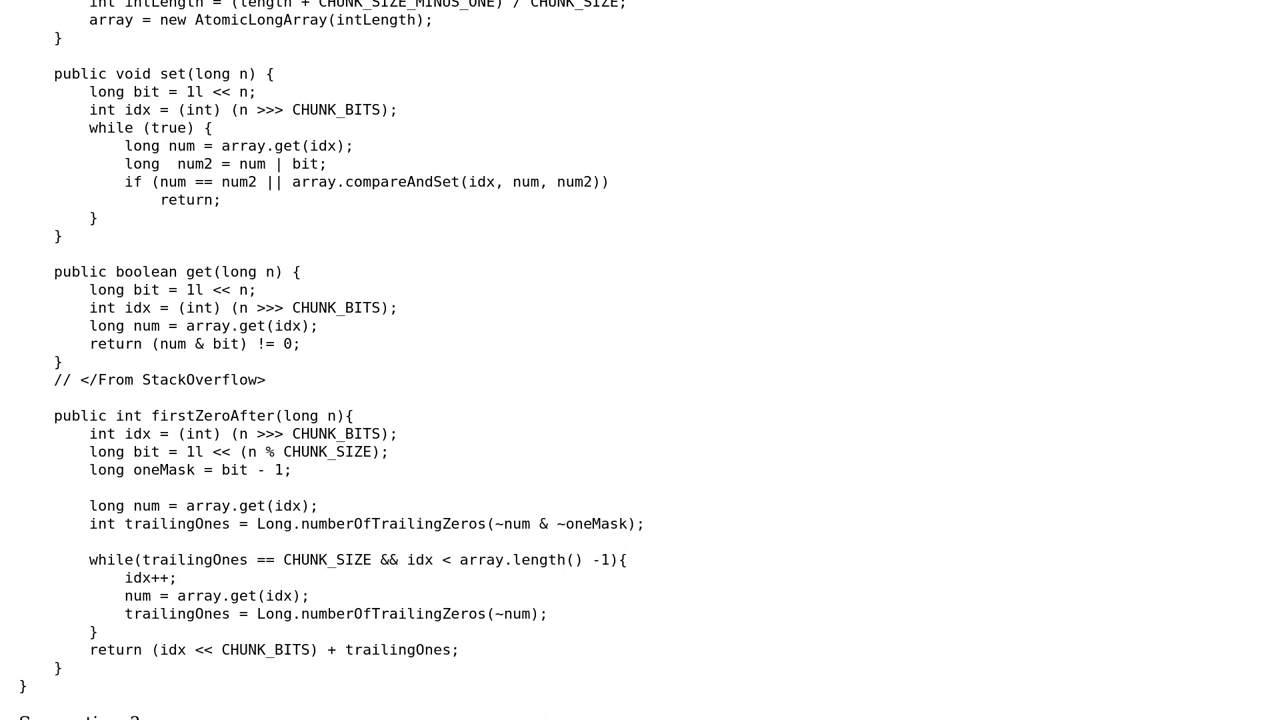 int intLength = (length + CHUNK_SIZE_MINUS_ONE) / CHUNK_SIZE;
        array = new AtomicLongArray(intLength);
    }

    public void set(long n) {
        long bit = 1l << n;
        int idx = (int) (n >>> CHUNK_BITS);
        while (true) {
            long num = array.get(idx);
            long  num2 = num | bit;
            if (num == num2 || array.compareAndSet(idx, num, num2))
                return;
        }
    }

    public boolean get(long n) {
        long bit = 1l << n;
        int idx = (int) (n >>> CHUNK_BITS);
        long num = array.get(idx);
        return (num & bit) != 0;
    }
    // </From StackOverflow>

    public int firstZeroAfter(long n){
        int idx = (int) (n >>> CHUNK_BITS);
        long bit = 1l << (n % CHUNK_SIZE);
        long oneMask = bit - 1;

        long num = array.get(idx);
        int trailingOnes = Long.numberOfTrailingZeros(~num & ~oneMask);

        while(trailingOnes == CHUNK_SIZE && idx < array.length() -1){
            idx++;
            num = array.get(idx);
            trailingOnes = Long.numberOfTrailingZeros(~num);
        }
        return (idx << CHUNK_BITS) + trailingOnes;
    }
}